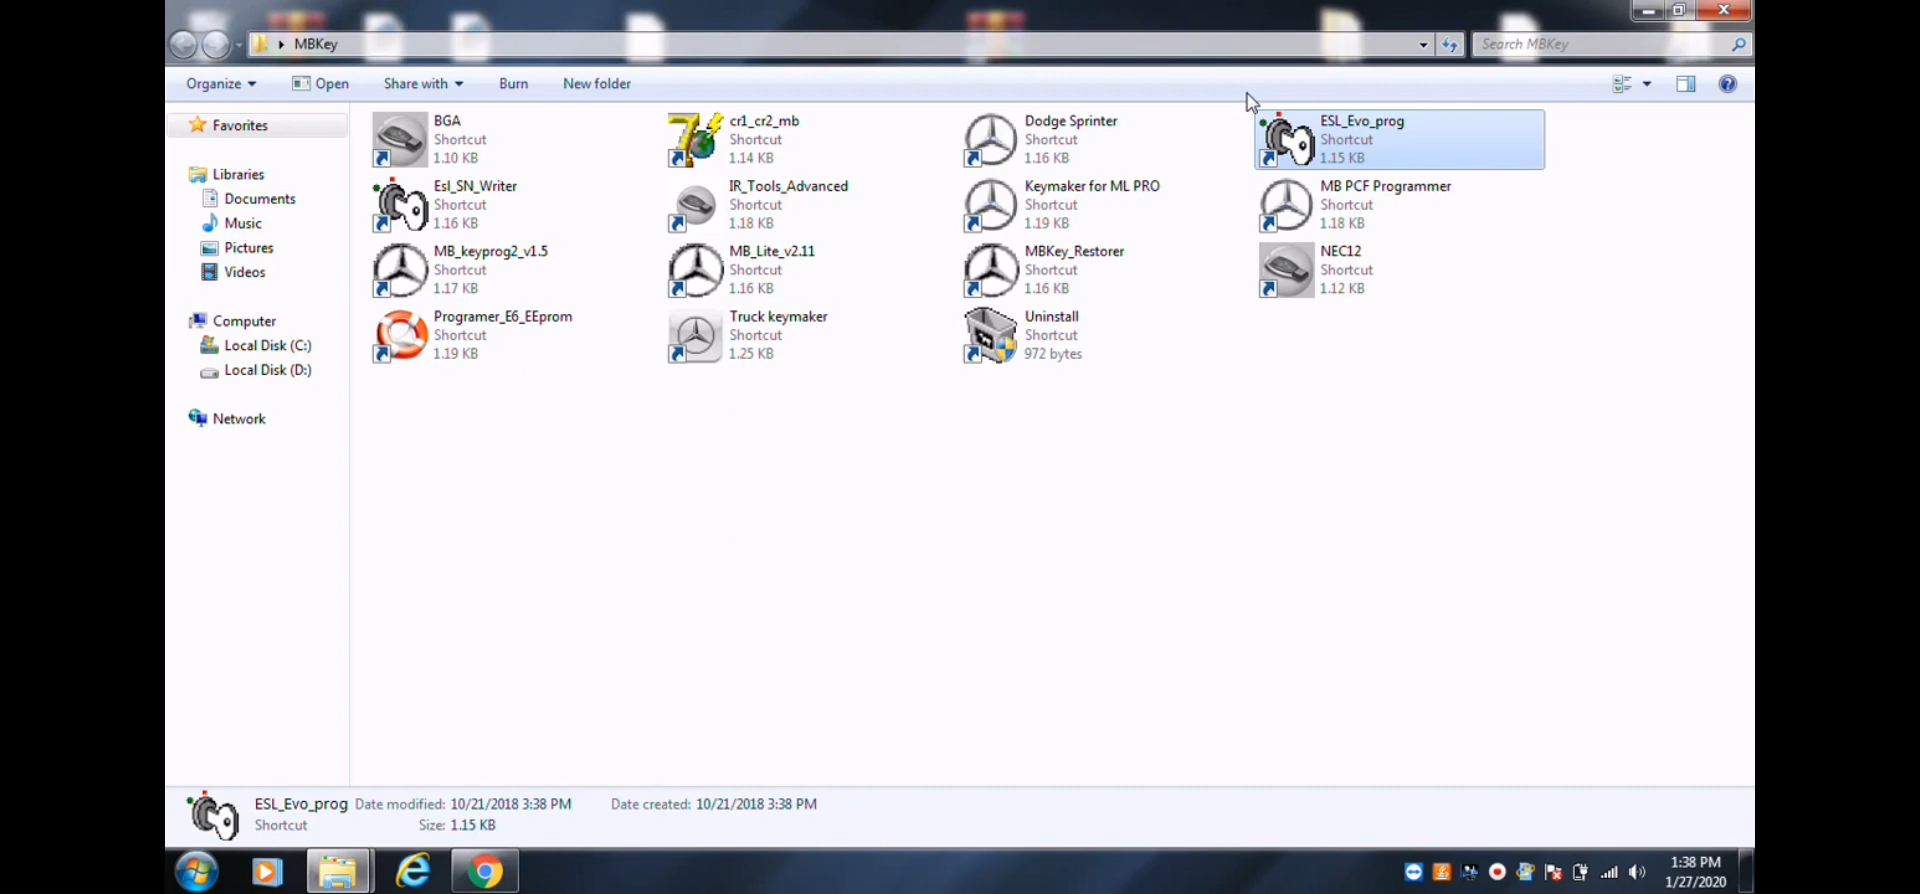 MBKey
Search MBKey
Organize
Open
Share with
Burn
New folder
Favorites
Libraries
Documents
Music
Pictures
Videos
Computer
Local Disk (C:)
Local Disk (D:)
Network
BGA
Shortcut
1.10 KB
cr1_cr2_mb
Shortcut
1.14 KB
Dodge Sprinter
Shortcut
1.16 KB
ESL_Evo_prog
Shortcut
1.15 KB
Esl_SN_Writer
Shortcut
1.16 KB
IR_Tools_Advanced
Shortcut
1.18 KB
Keymaker for ML PRO
Shortcut
1.19 KB
MB PCF Programmer
Shortcut
1.18 KB
MB_keyprog2_v1.5
Shortcut
1.17 KB
MB_Lite_v2.11
Shortcut
1.16 KB
MBKey_Restorer
Shortcut
1.16 KB
NEC12
Shortcut
1.12 KB
Programer_E6_EEprom
Shortcut
1.19 KB
Truck keymaker
Shortcut
1.25 KB
Uninstall
Shortcut
972 bytes
ESL_Evo_prog Date modified: 10/21/2018 3:38 PM Date created: 10/21/2018 3:38 PM
Shortcut Size: 1.15 KB
1:38 PM
1/27/2020